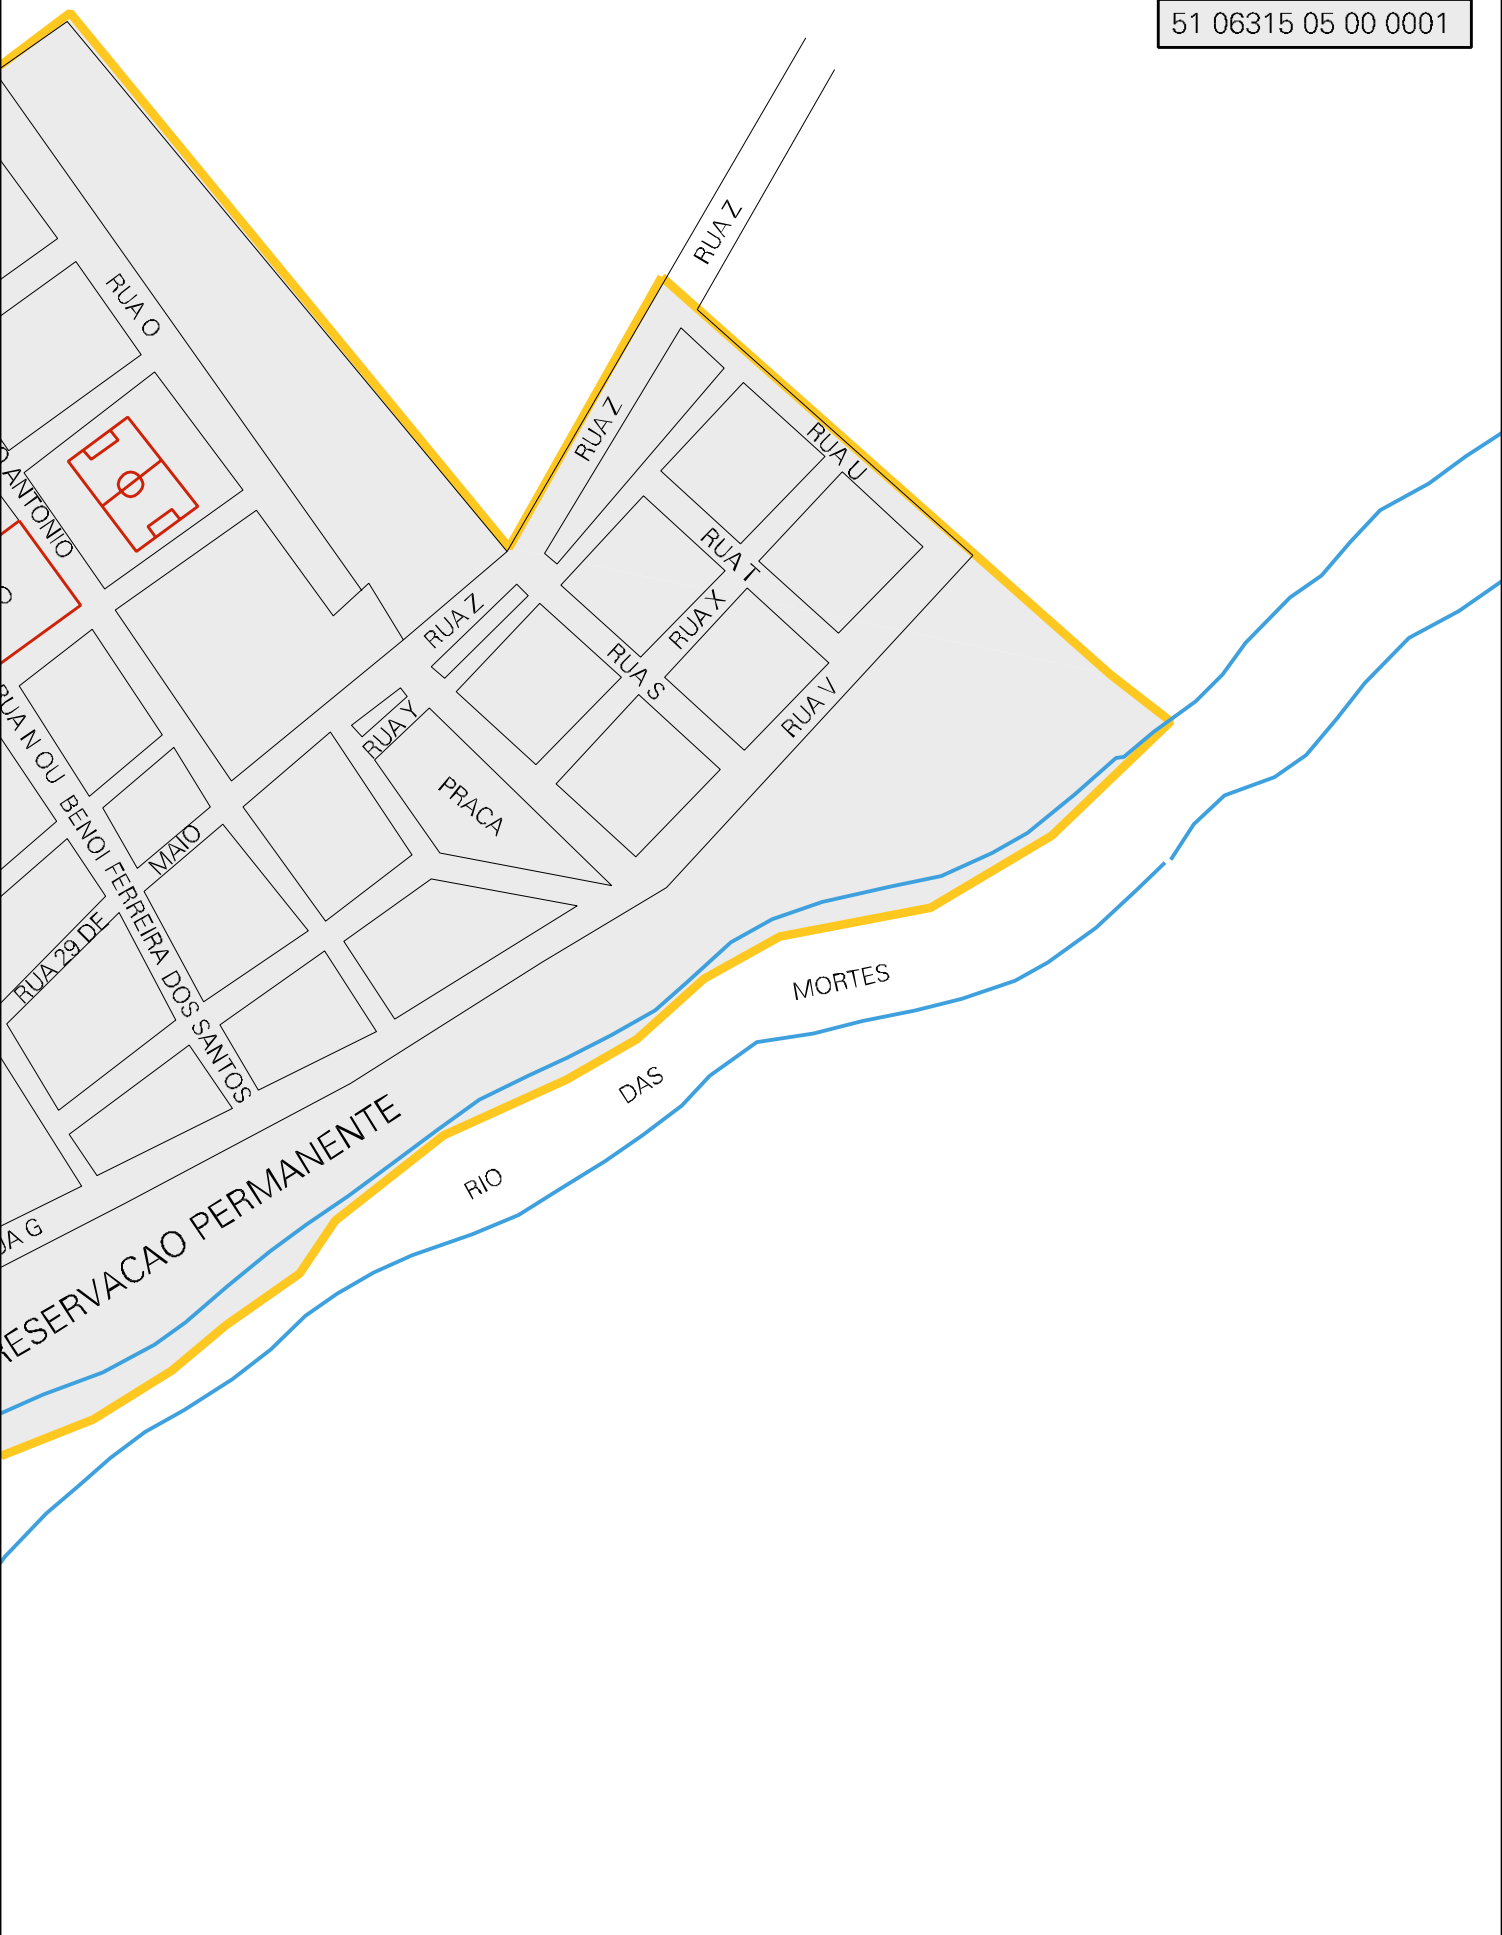 51 06315 05 00 0001
RUA Z
RUA O
RUA Z
RUA U
ANTONIO
RUA T
RUA Z
RUA X
RUA S
RUA V
RUA Y
RUA N OU BENOI FERREIRA DOS SANTOS
PRACA
MAIO
RUA 29 DE
MORTES
DAS
RIO
RESERVACAO PERMANENTE
UA G